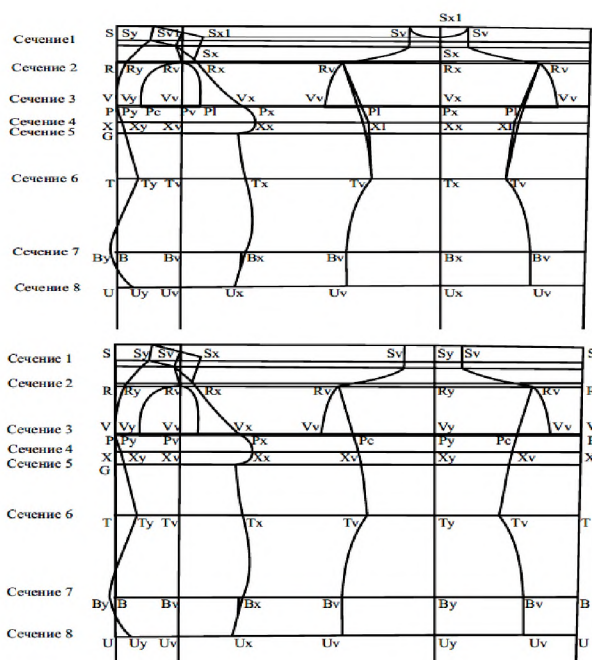 Sx1
Сечение1 S Sy Sv1 Sx1 Sv Sv
Sx Sx
Сечение 2 R Ry Rv Rv Rx Rv
Сечение 3 V Vy Vv Vx Vv Vx Vv
P Py Pc Pv Pl Px Pl Px Pl
Сечение 4 X Xy Xv Xx Xl Xx Xl
Сечение 5 G
Сечение 6 T Ty Tv Tx Tv Tx Tv
Сечение 7 By B Bv Bx Bv Bx Bv
Сечение 8 U Uy Uv Ux Uv Ux Uv
Сечение 1 S Sy Sv Sx Sv Sy Sv S
Сечение 2 R Ry Rv Rx Rv Ry Rv R
Сечение 3 V Vy Vv Vx Vv Vy Vv V
Сечение 4 P Py Pv Px Pc Py Pc P
X Xy Xv Xx Xv Xy Xv X
Сечение 5 G
Сечение 6 T Ty Tv Tx Tv Ty Tv T
Сечение 7 By B Bv Bx Bv By Bv B
Сечение 8 U Uy Uv Ux Uv Uy Uv U